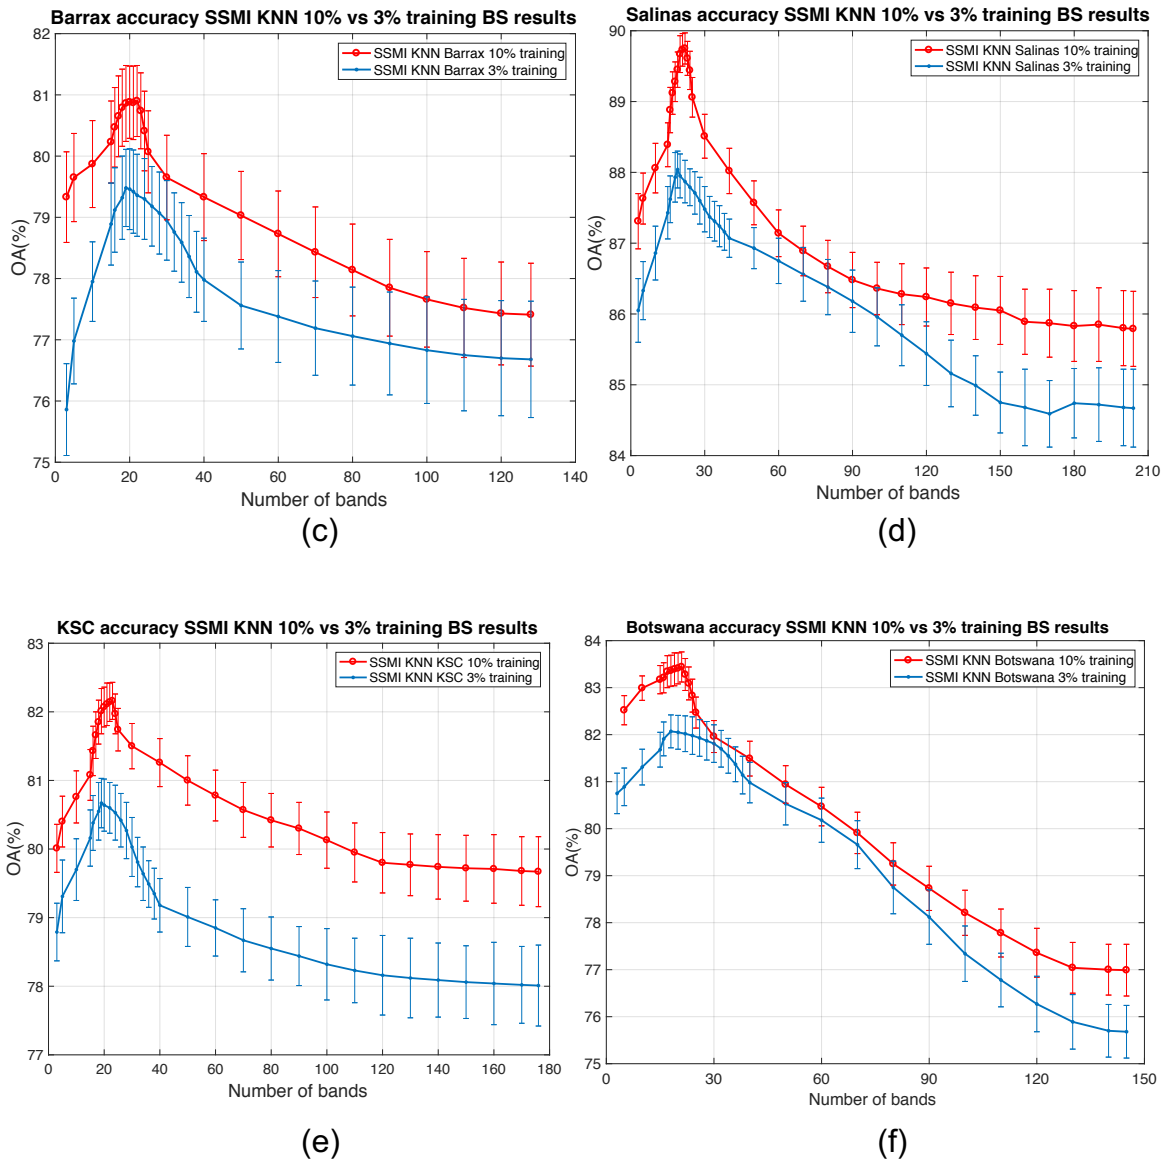 Barrax accuracy SSMI KNN 10% vs 3% training BS results
82
81
80
79
78
77
76
75
OA(%)
SSMI KNN Barrax 10% training
SSMI KNN Barrax 3% training
0 20 40 60 80 100 120 140
Number of bands
(c)
Salinas accuracy SSMI KNN 10% vs 3% training BS results
90
89
88
87
86
85
84
OA(%)
SSMI KNN Salinas 10% training
SSMI KNN Salinas 3% training
0 30 60 90 120 150 180 210
Number of bands
(d)
KSC accuracy SSMI KNN 10% vs 3% training BS results
83
82
81
80
79
78
77
OA(%)
SSMI KNN KSC 10% training
SSMI KNN KSC 3% training
0 20 40 60 80 100 120 140 160 180
Number of bands
(e)
Botswana accuracy SSMI KNN 10% vs 3% training BS results
84
83
82
81
80
79
78
77
76
75
OA(%)
SSMI KNN Botswana 10% training
SSMI KNN Botswana 3% training
0 30 60 90 120 150
Number of bands
(f)